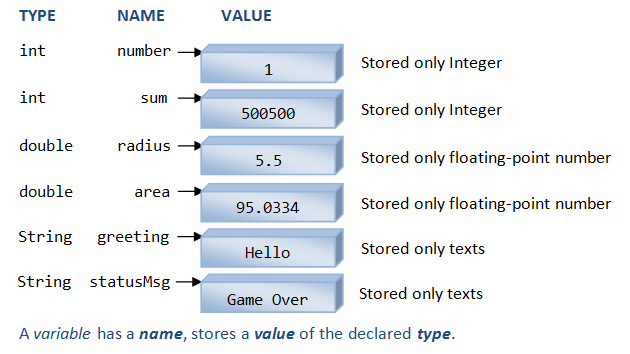 TYPE NAME VALUE
int number 1 Stored only Integer
int sum 500500 Stored only Integer
double radius 5.5 Stored only floating-point number
double area 95.0334 Stored only floating-point number
String greeting Hello Stored only texts
String statusMsg Game Over Stored only texts
A variable has a name, stores a value of the declared type.